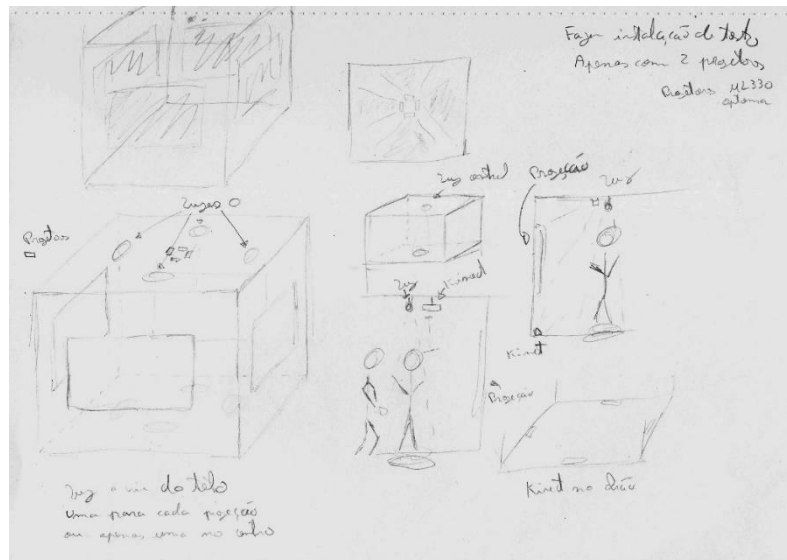 Fazer instalação de teste
Apenas com 2 projetores
Projetores ML330
optoma
Luz central
Projeção
Luz
Luzes O
Projetor
Luz
Kinect
Kinect
Projeção
Luz a vir do teto
uma para cada projeção
ou apenas uma no centro
Kinect no chão